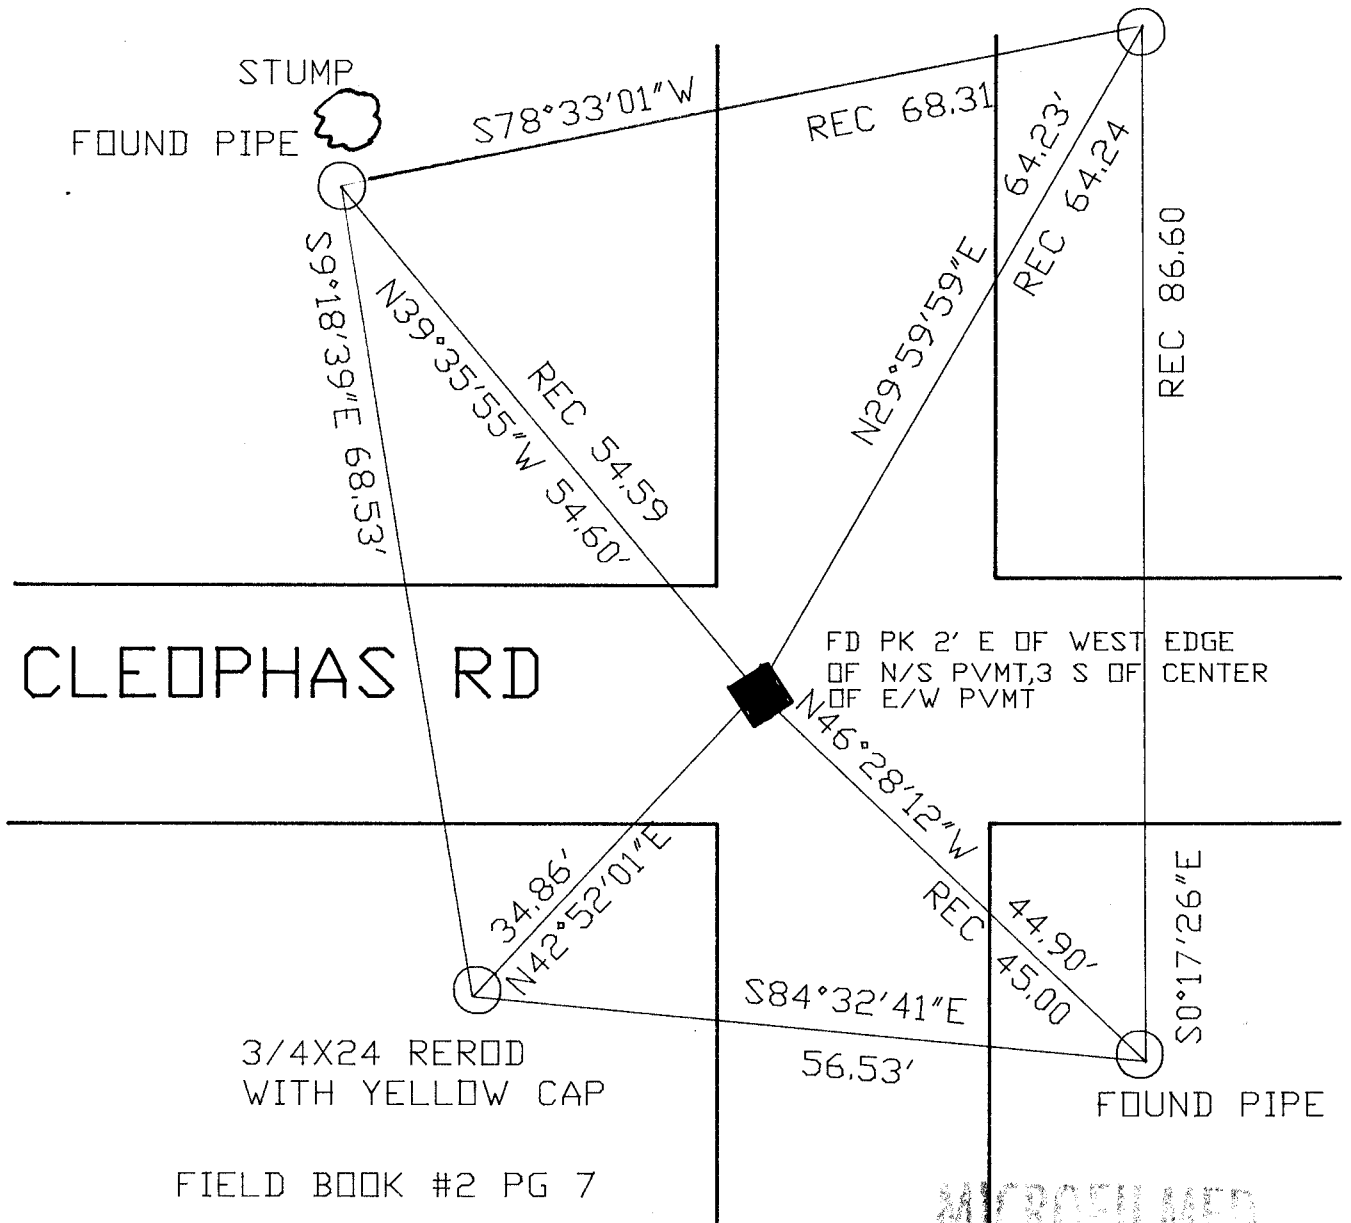 STUMP
FOUND PIPE
S78°33'01"W
REC 68.31
64.23'
REC 64.24
N29°59'59"E
REC 86.60
S9°18'39"E 68.53'
N39°35'55"W 54.60'
REC 54.59
CLEOPHAS RD
FD PK 2' E OF WEST EDGE
OF N/S PVMT,3 S OF CENTER
OF E/W PVMT
N46°28'12"W
44.90'
REC 45.00
34.86'
N42°52'01"E
S0°17'26"E
S84°32'41"E
56.53'
3/4X24 REROD
WITH YELLOW CAP
FOUND PIPE
FIELD BOOK #2 PG 7
MICROFILMED